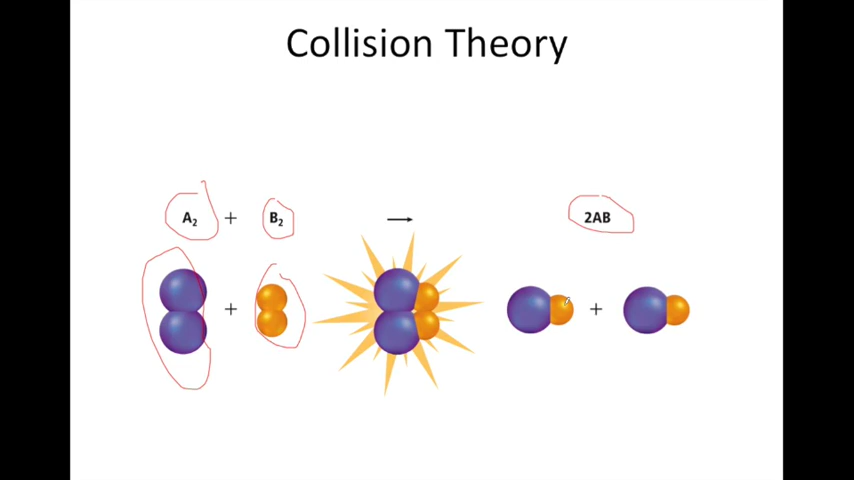 Collision Theory
A₂ + B₂ → 2AB
+ +